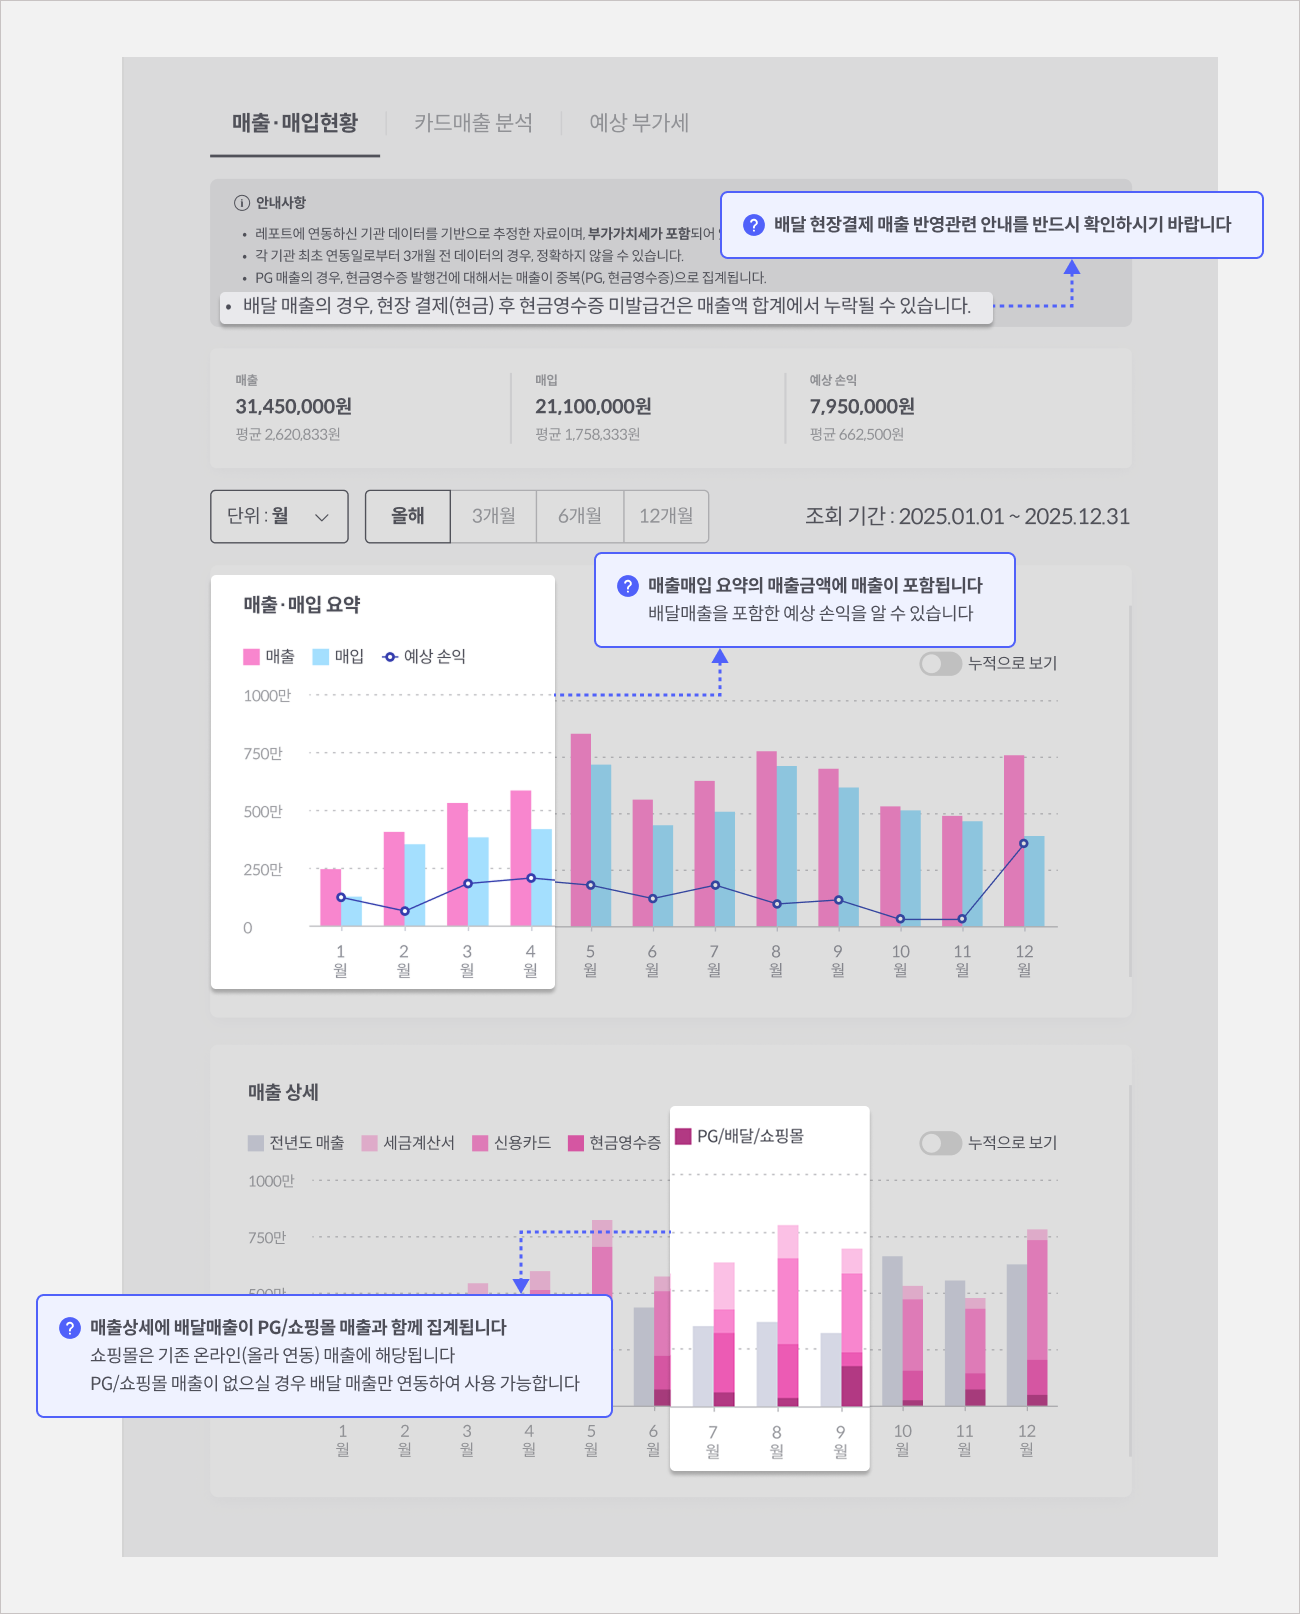 매출·매입현황
카드매출 분석
예상 부가세
안내사항
• 레포트에 연동하신 기관 데이터를 기반으로 추정한 자료이며, 부가가치세가 포함되어
• 각 기관 최초 연동일로부터 3개월 전 데이터의 경우, 정확하지 않을 수 있습니다.
• PG 매출의 경우, 현금영수증 발행건에 대해서는 매출이 중복(PG, 현금영수증)으로 집계됩니다.
• 배달 매출의 경우, 현장 결제(현금) 후 현금영수증 미발급건은 매출액 합계에서 누락될 수 있습니다.
? 배달 현장결제 매출 반영관련 안내를 반드시 확인하시기 바랍니다
매출
31,450,000원
평균 2,620,833원
매입
21,100,000원
평균 1,758,333원
예상 손익
7,950,000원
평균 662,500원
단위 : 월
올해
3개월
6개월
12개월
조회 기간 : 2025.01.01 ~ 2025.12.31
매출·매입 요약
? 매출매입 요약의 매출금액에 매출이 포함됩니다
배달매출을 포함한 예상 손익을 알 수 있습니다
매출
매입
예상 손익
누적으로 보기
1000만
750만
500만
250만
0
1월
2월
3월
4월
5월
6월
7월
8월
9월
10월
11월
12월
매출 상세
전년도 매출
세금계산서
신용카드
현금영수증
PG/배달/쇼핑몰
누적으로 보기
1000만
750만
500만
? 매출상세에 배달매출이 PG/쇼핑몰 매출과 함께 집계됩니다
쇼핑몰은 기존 온라인(올라 연동) 매출에 해당됩니다
PG/쇼핑몰 매출이 없으실 경우 배달 매출만 연동하여 사용 가능합니다
1월
2월
3월
4월
5월
6월
7월
8월
9월
10월
11월
12월